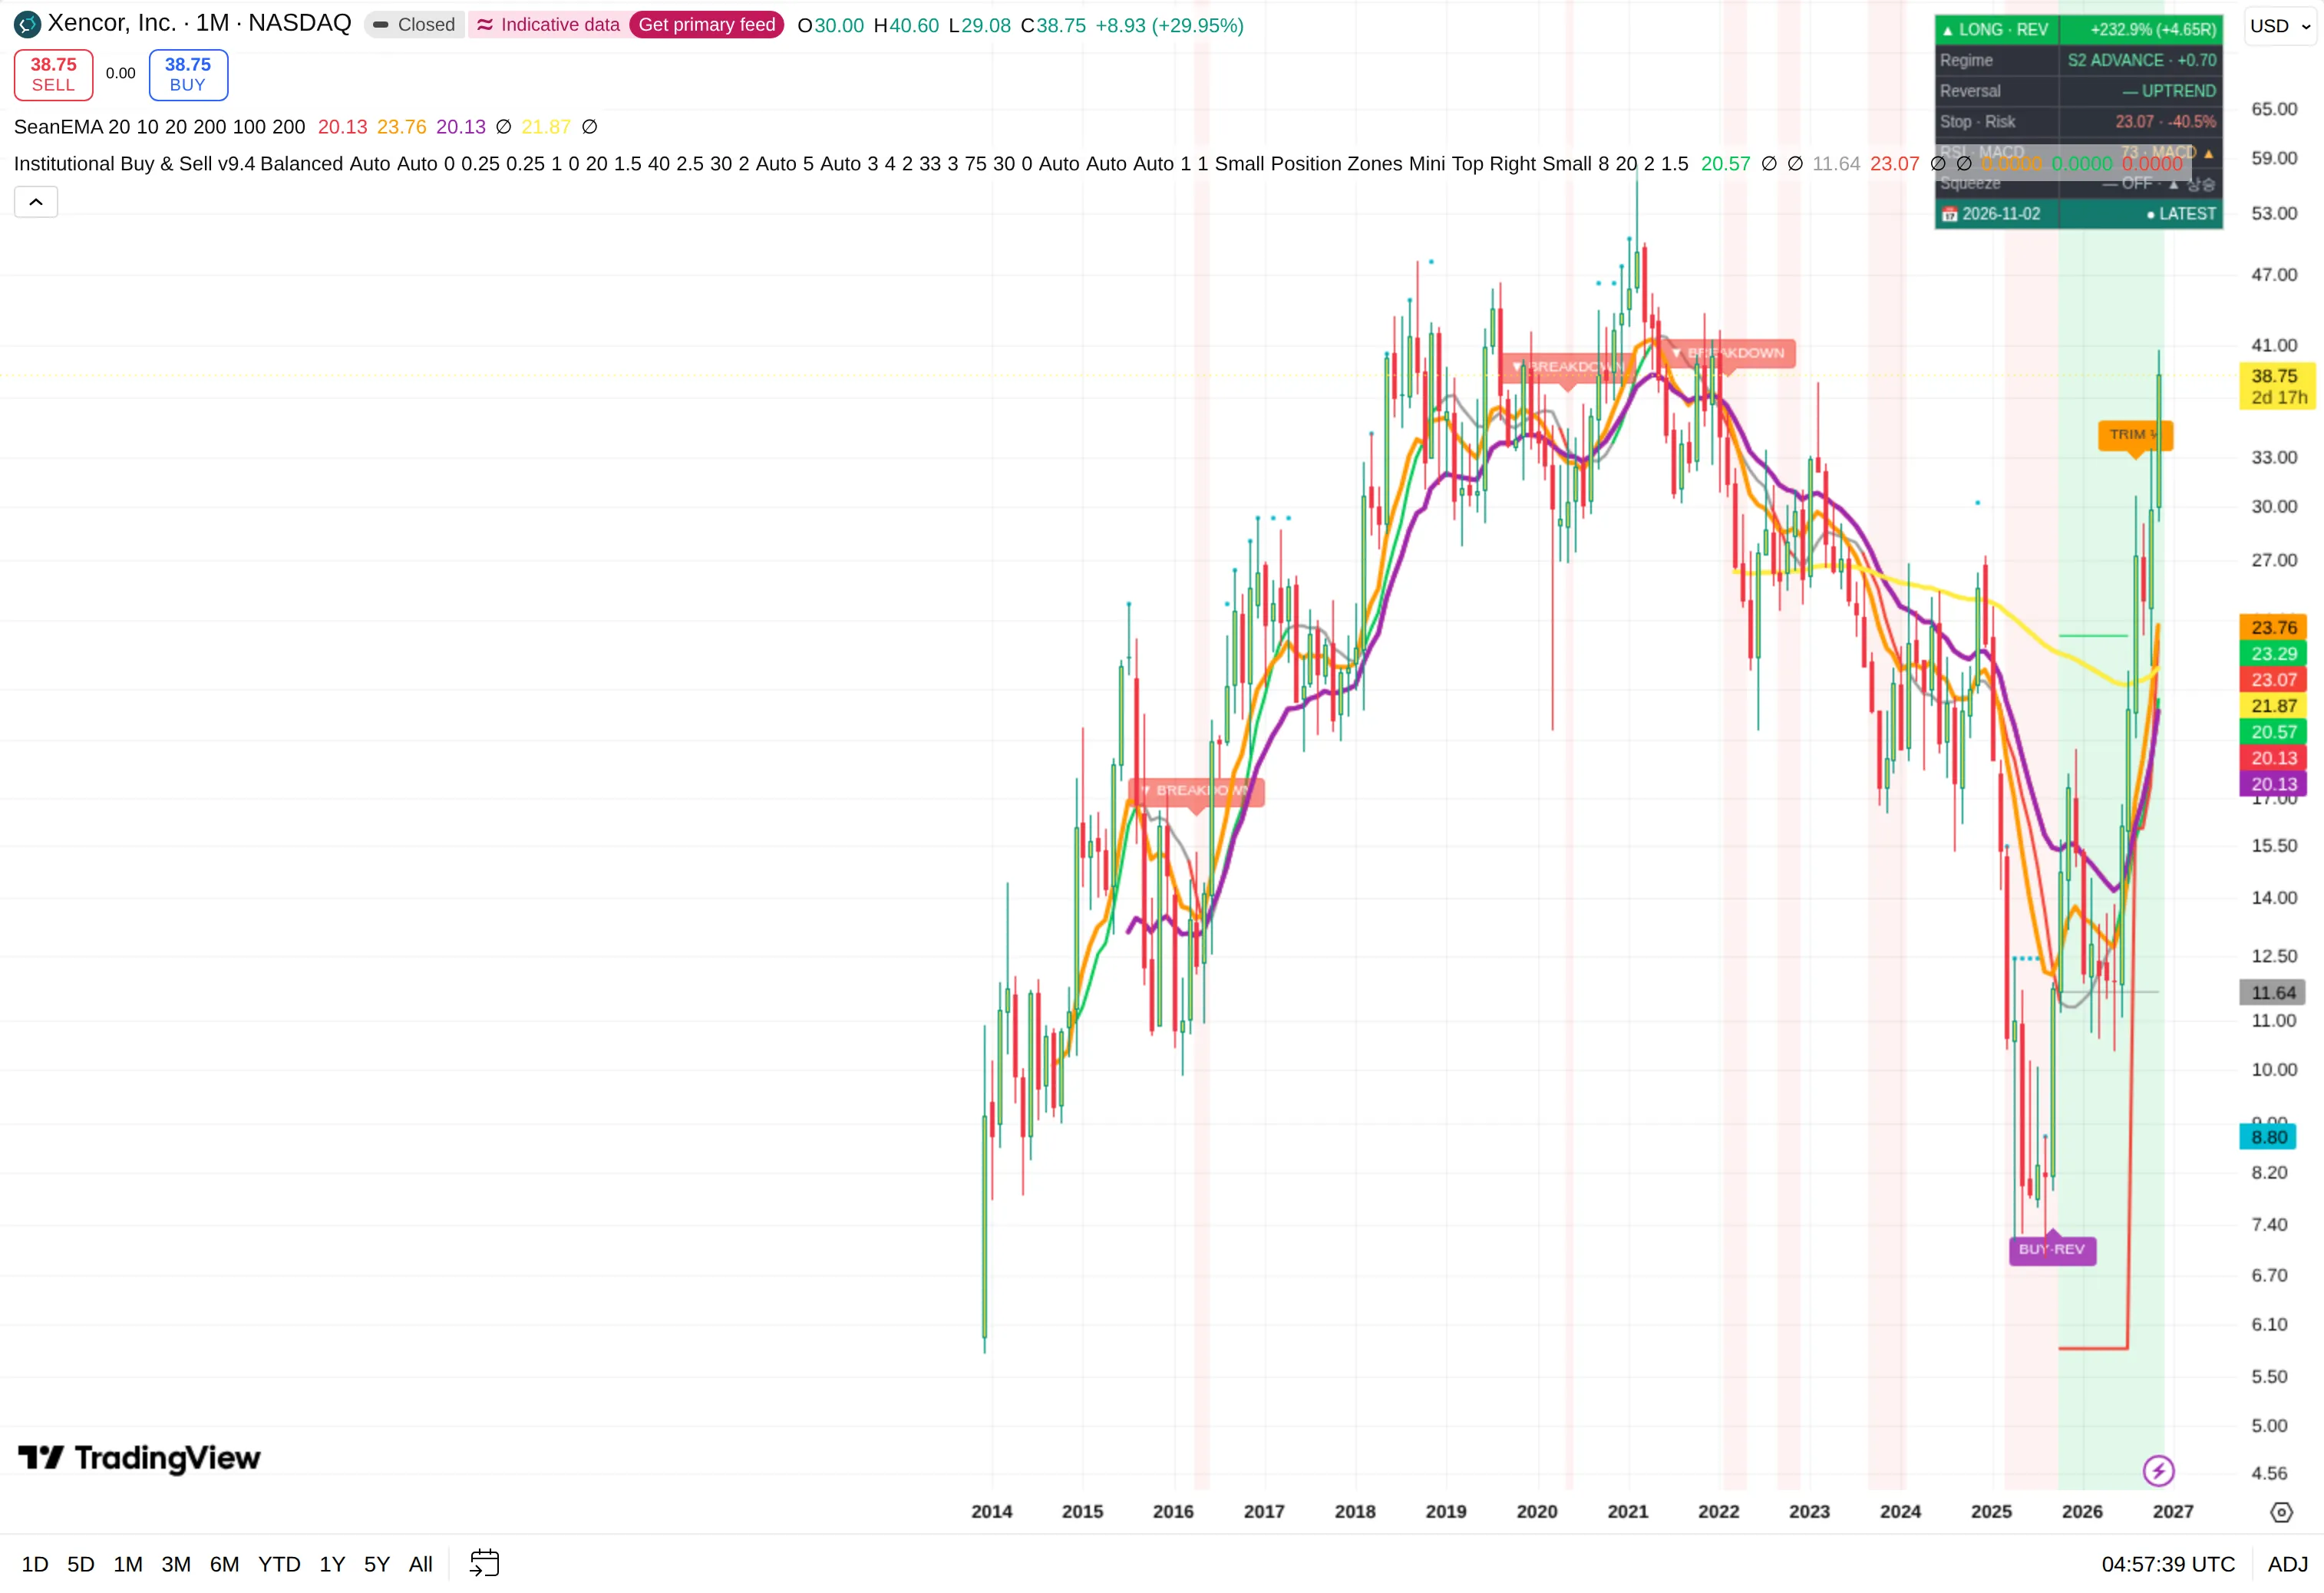 Xencor, Inc. · 1M · NASDAQ Closed Indicative data Get primary feed O30.00 H40.60 L29.08 C38.75 +8.93 (+29.95%)
38.75 SELL 0.00 38.75 BUY
SeanEMA 20 10 20 200 100 200 20.13 23.76 20.13 ∅ 21.87 ∅
Institutional Buy & Sell v9.4 Balanced Auto Auto 0 0.25 0.25 1 0 20 1.5 40 2.5 30 2 Auto 5 Auto 3 4 2 33 3 75 30 0 Auto Auto Auto 1 1 Small Position Zones Mini Top Right Small 8 20 2 1.5 20.57 ∅ ∅ 11.64 23.07 ∅ ∅ 0.0000 0.0000 0.0000
▲ LONG · REV +232.9% (+4.65R)
Regime S2 ADVANCE · +0.70
Reversal — UPTREND
Stop · Risk 23.07 · -40.5%
RSI · MACD 73 · MACD ▲
Squeeze — OFF · ▲ 상승
2026-11-02 ● LATEST
USD
65.00
59.00
53.00
47.00
41.00
38.75
2d 17h
33.00
30.00
27.00
23.76
23.29
23.07
21.87
20.57
20.13
20.13
17.00
15.50
14.00
12.50
11.64
11.00
10.00
9.00
8.80
8.20
7.40
6.70
6.10
5.50
5.00
4.56
▼ BREAKDOWN
▼ BREAKDOWN
▼ BREAKDOWN
TRIM
BUY·REV
TradingView
2014 2015 2016 2017 2018 2019 2020 2021 2022 2023 2024 2025 2026 2027
1D 5D 1M 3M 6M YTD 1Y 5Y All 04:57:39 UTC ADJ